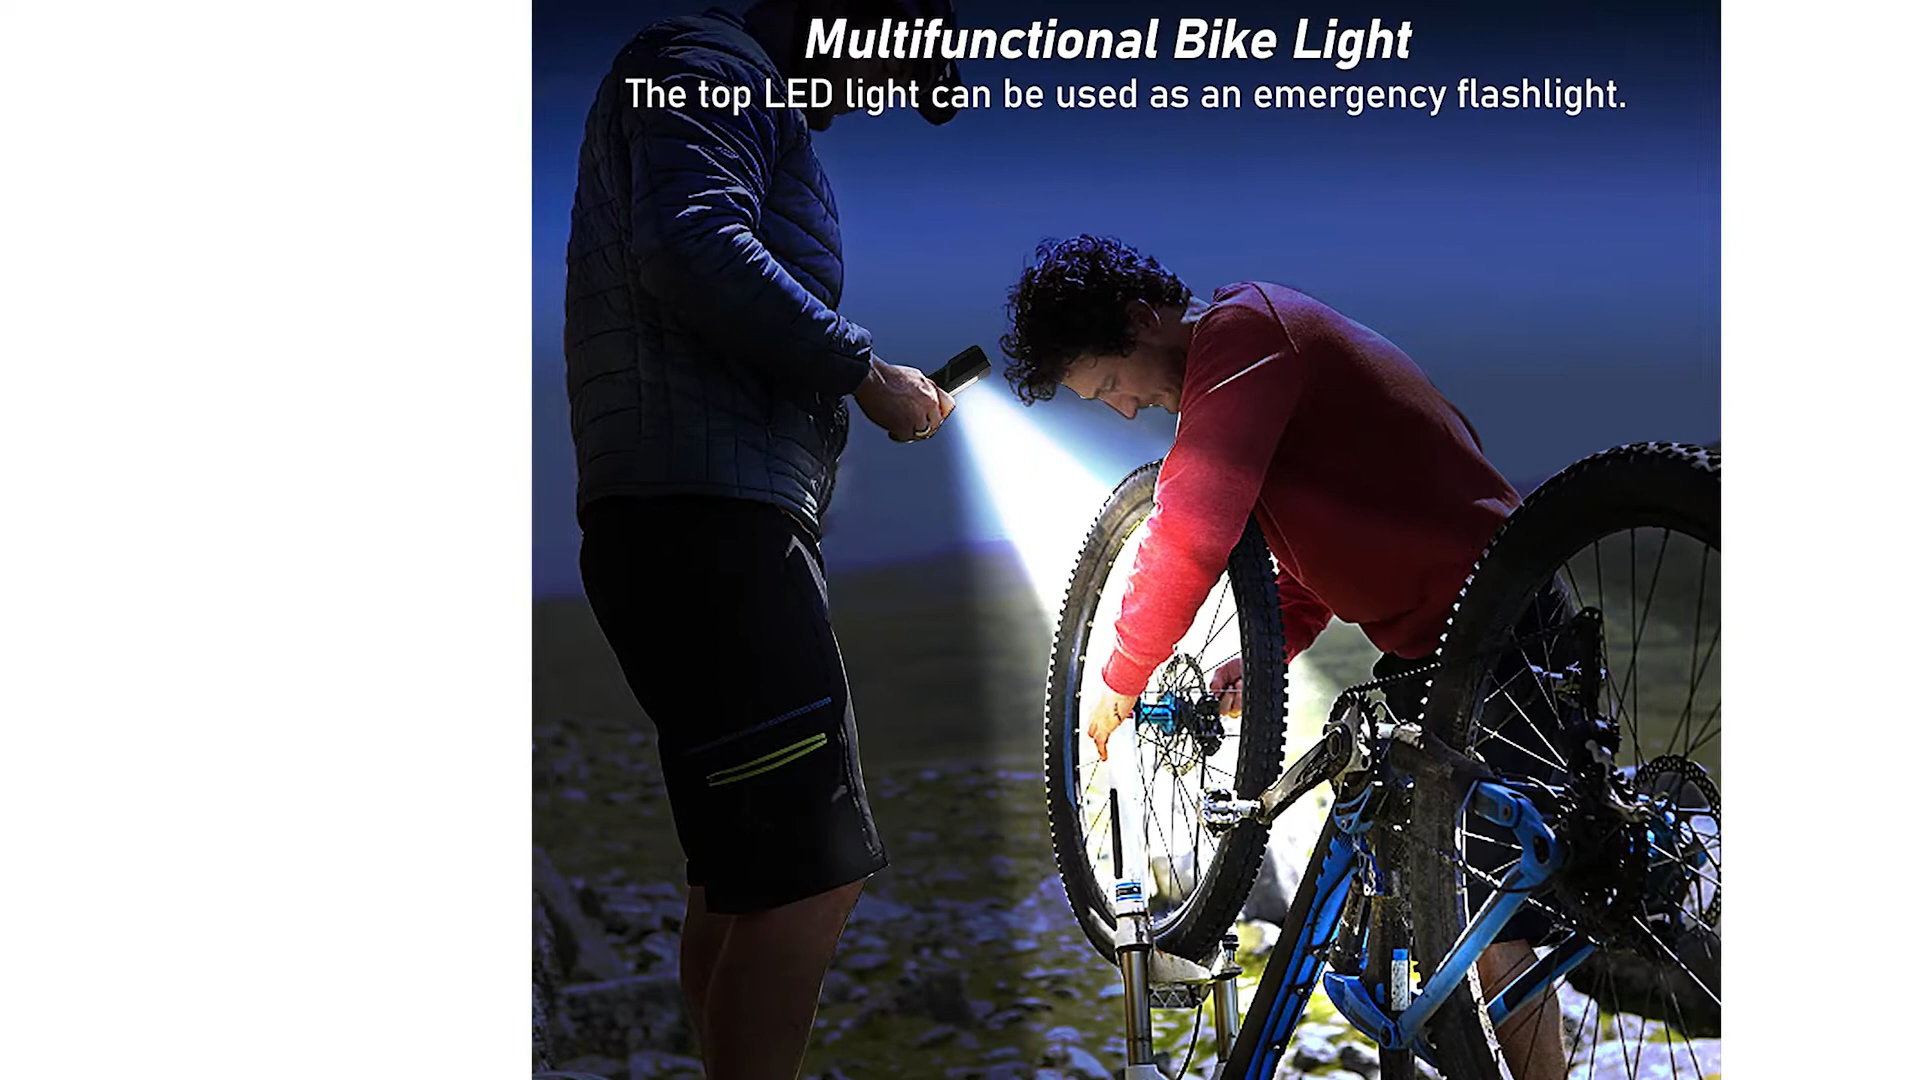 Multifunctional Bike Light
The top LED light can be used as an emergency flashlight.